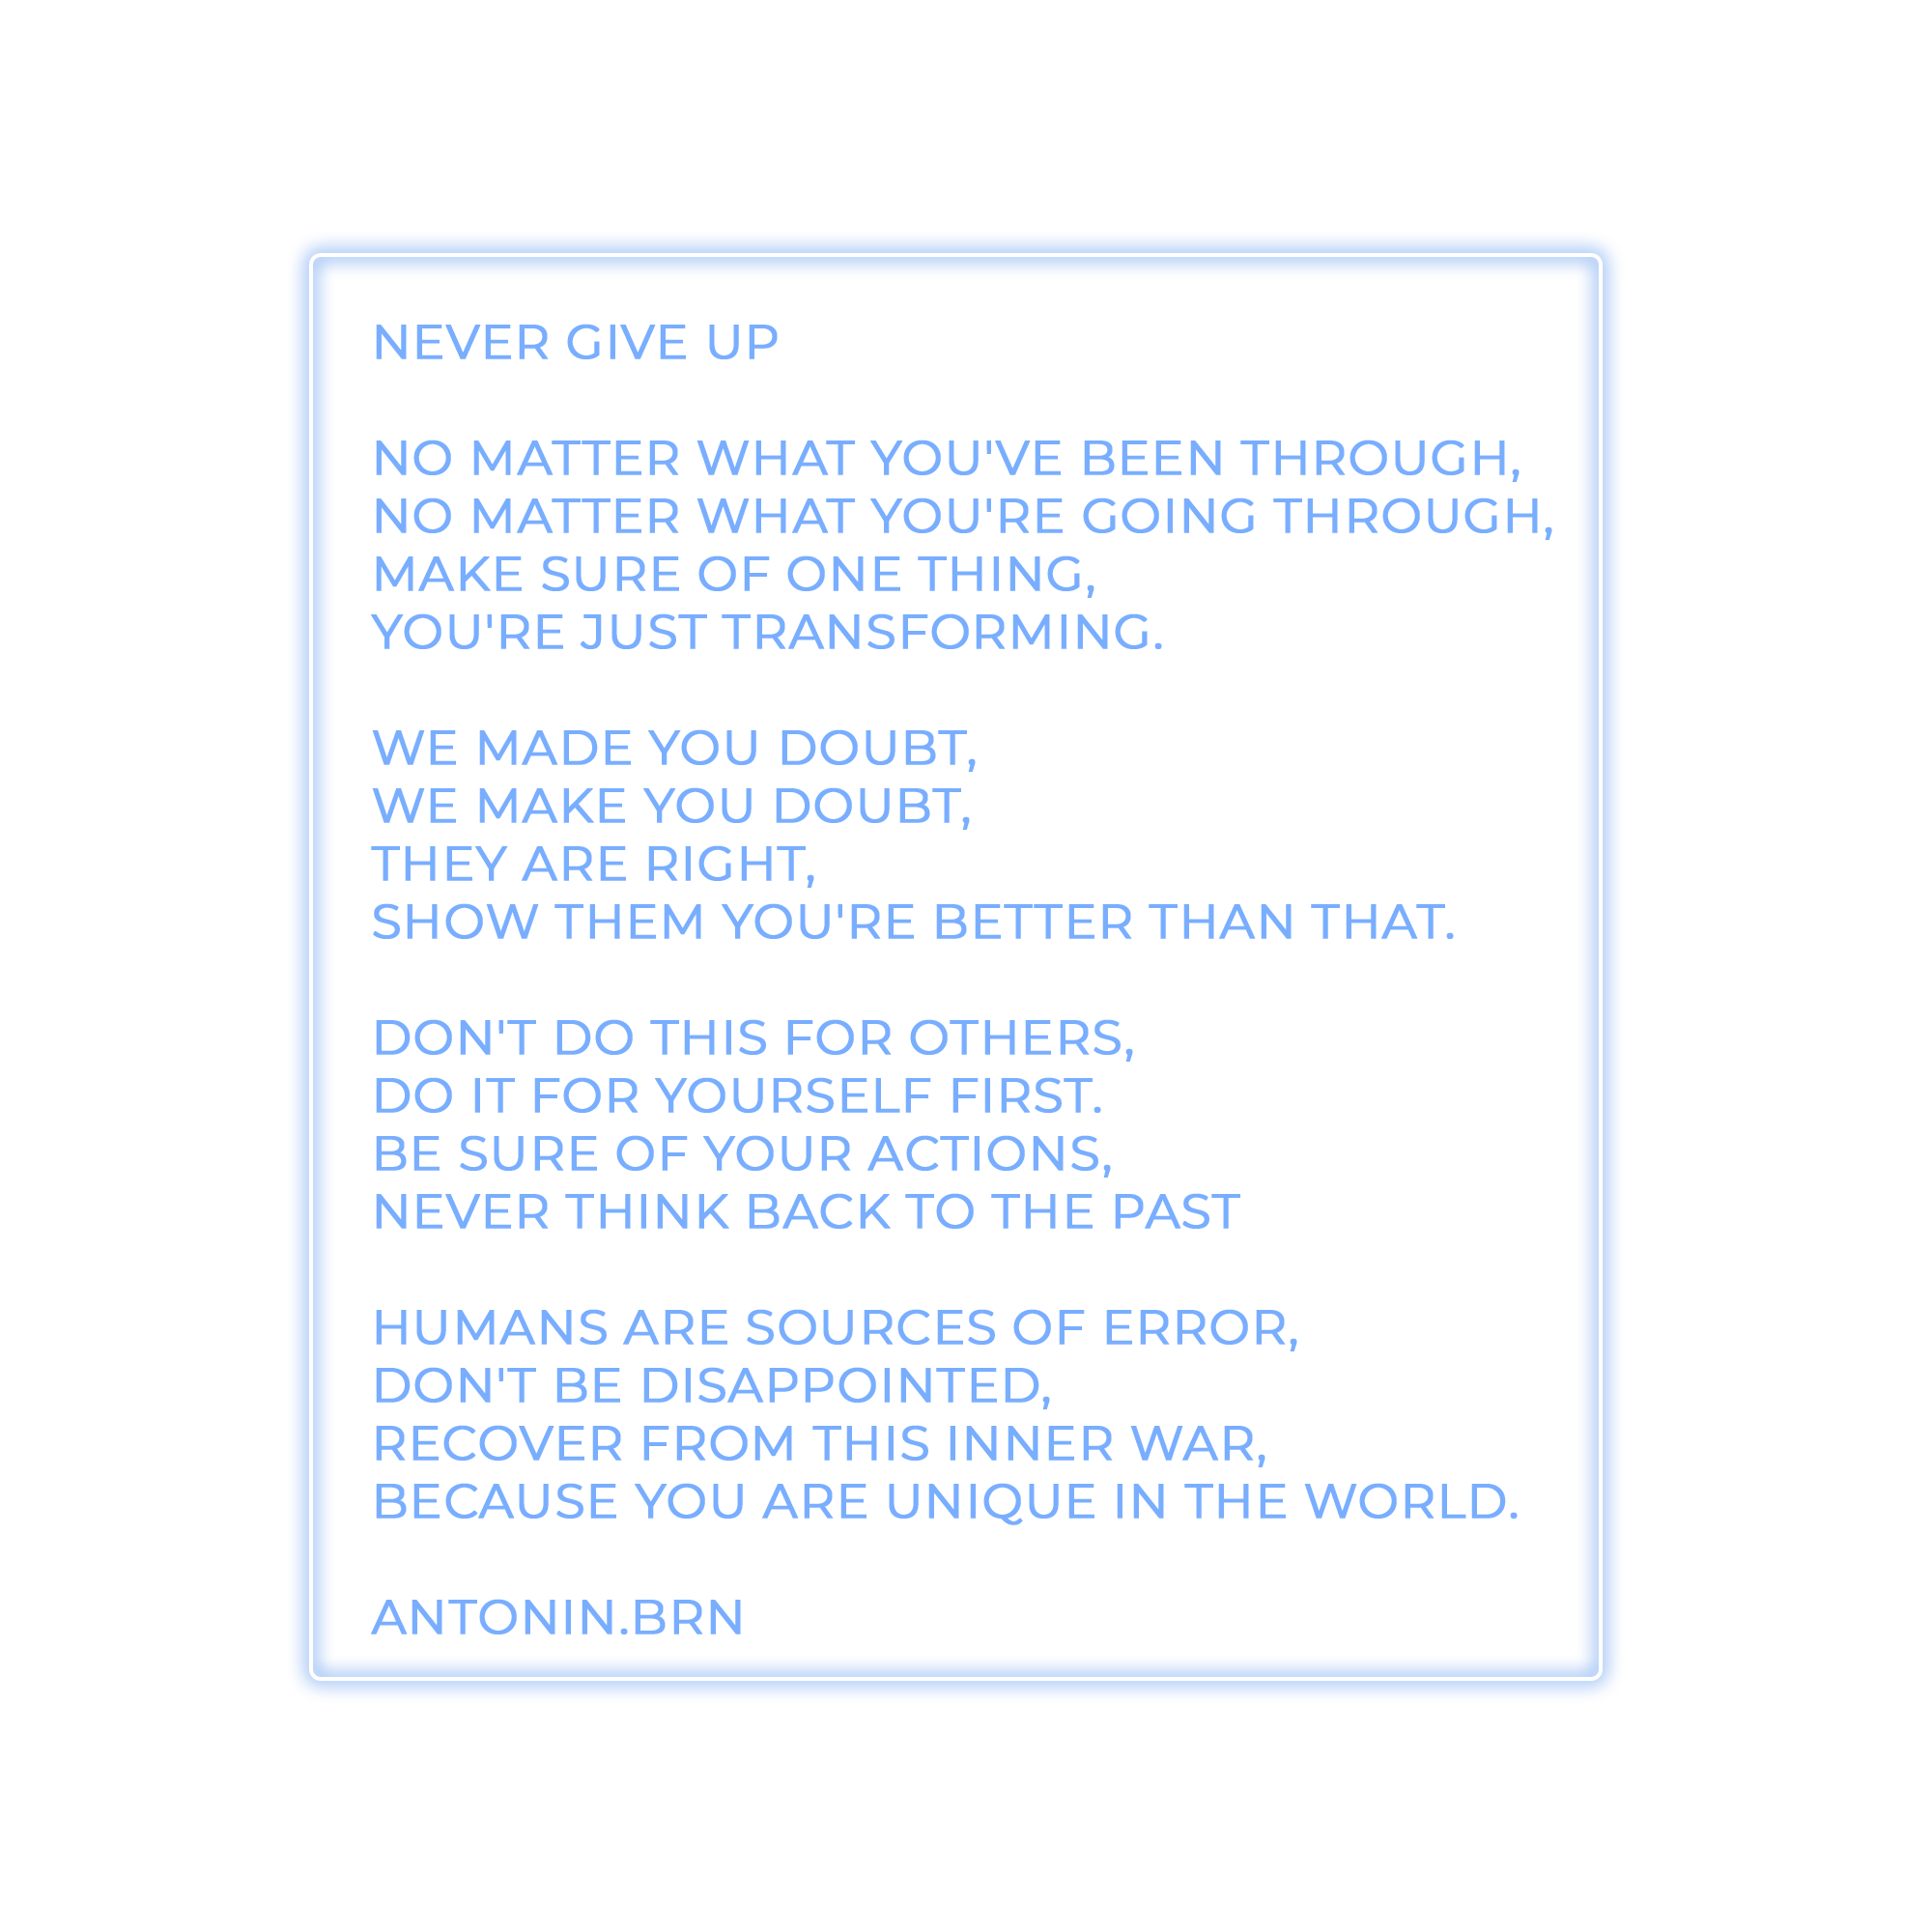 NEVER GIVE UP
NO MATTER WHAT YOU'VE BEEN THROUGH,
NO MATTER WHAT YOU'RE GOING THROUGH,
MAKE SURE OF ONE THING,
YOU'RE JUST TRANSFORMING.
WE MADE YOU DOUBT,
WE MAKE YOU DOUBT,
THEY ARE RIGHT,
SHOW THEM YOU'RE BETTER THAN THAT.
DON'T DO THIS FOR OTHERS,
DO IT FOR YOURSELF FIRST.
BE SURE OF YOUR ACTIONS,
NEVER THINK BACK TO THE PAST
HUMANS ARE SOURCES OF ERROR,
DON'T BE DISAPPOINTED,
RECOVER FROM THIS INNER WAR,
BECAUSE YOU ARE UNIQUE IN THE WORLD.
ANTONIN.BRN